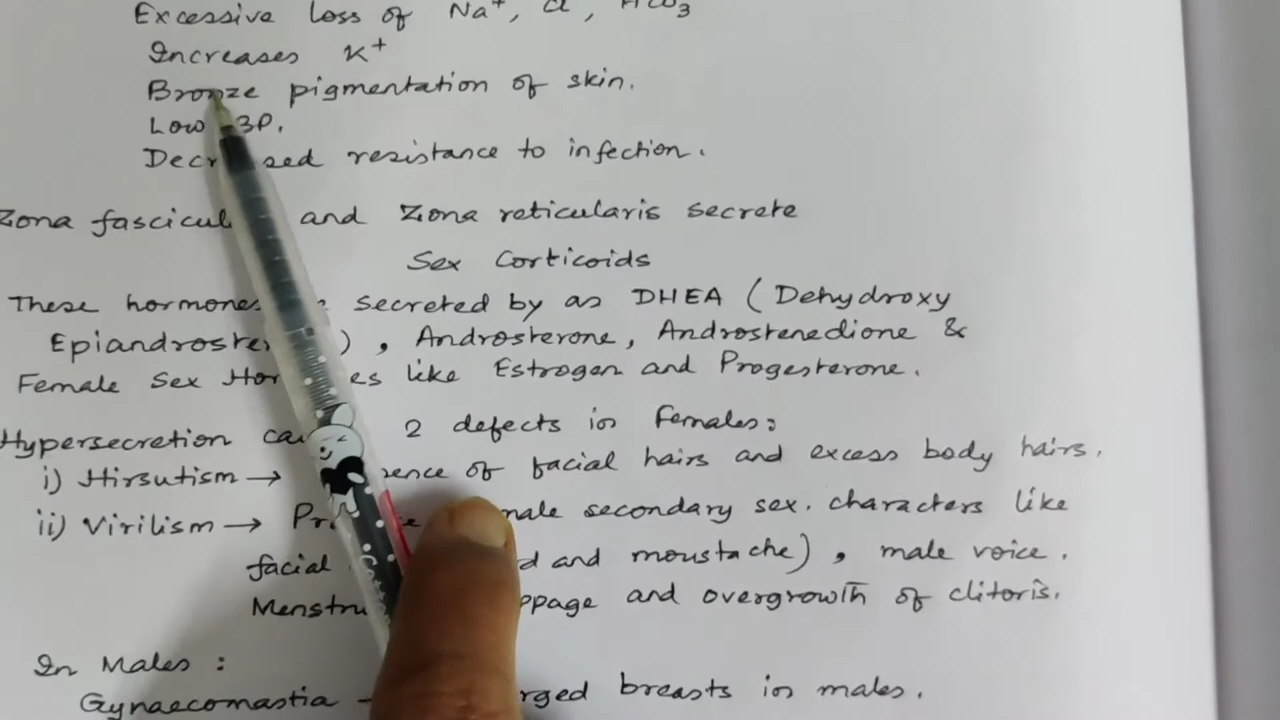 Excessive loss of Na+, Cl-, HCO3
Increases K+
Bronze pigmentation of skin.
Low BP.
Decr sed resistance to infection.
Zona fascicul and Zona reticularis secrete
Sex Corticoids
These hormones secreted by as DHEA (Dehydroxy
Epiandroster ), Androsterone, Androstenedione &
Female Sex Hor es like Estrogen and Progesterone.
Hypersecretion ca 2 defects in Females:
i) Hirsutism → ence of facial hairs and excess body hairs.
ii) Virilism → Pr male secondary sex. characters like
facial d and moustache), male voice.
Menstru ppage and overgrowth of clitoris.
In Males:
Gynaecomastia - rged breasts in males.